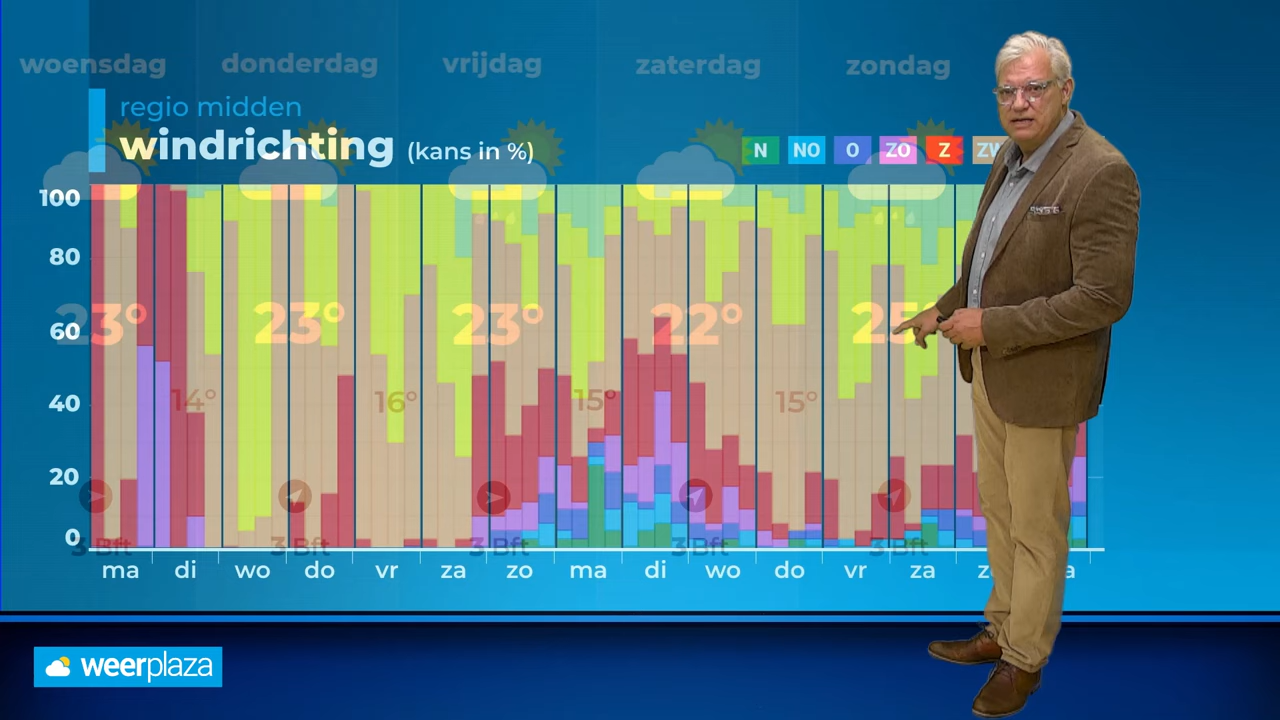 woensdag donderdag vrijdag zaterdag zondag
regio midden
windrichting (kans in %)
N NO O ZO Z ZW
100
80
60
40
20
0
23° 23° 23° 22° 25°
14° 16° 15° 15°
3 Bft 3 Bft 3 Bft 3 Bft 3 Bft
ma di wo do vr za zo ma di wo do vr za
weerplaza